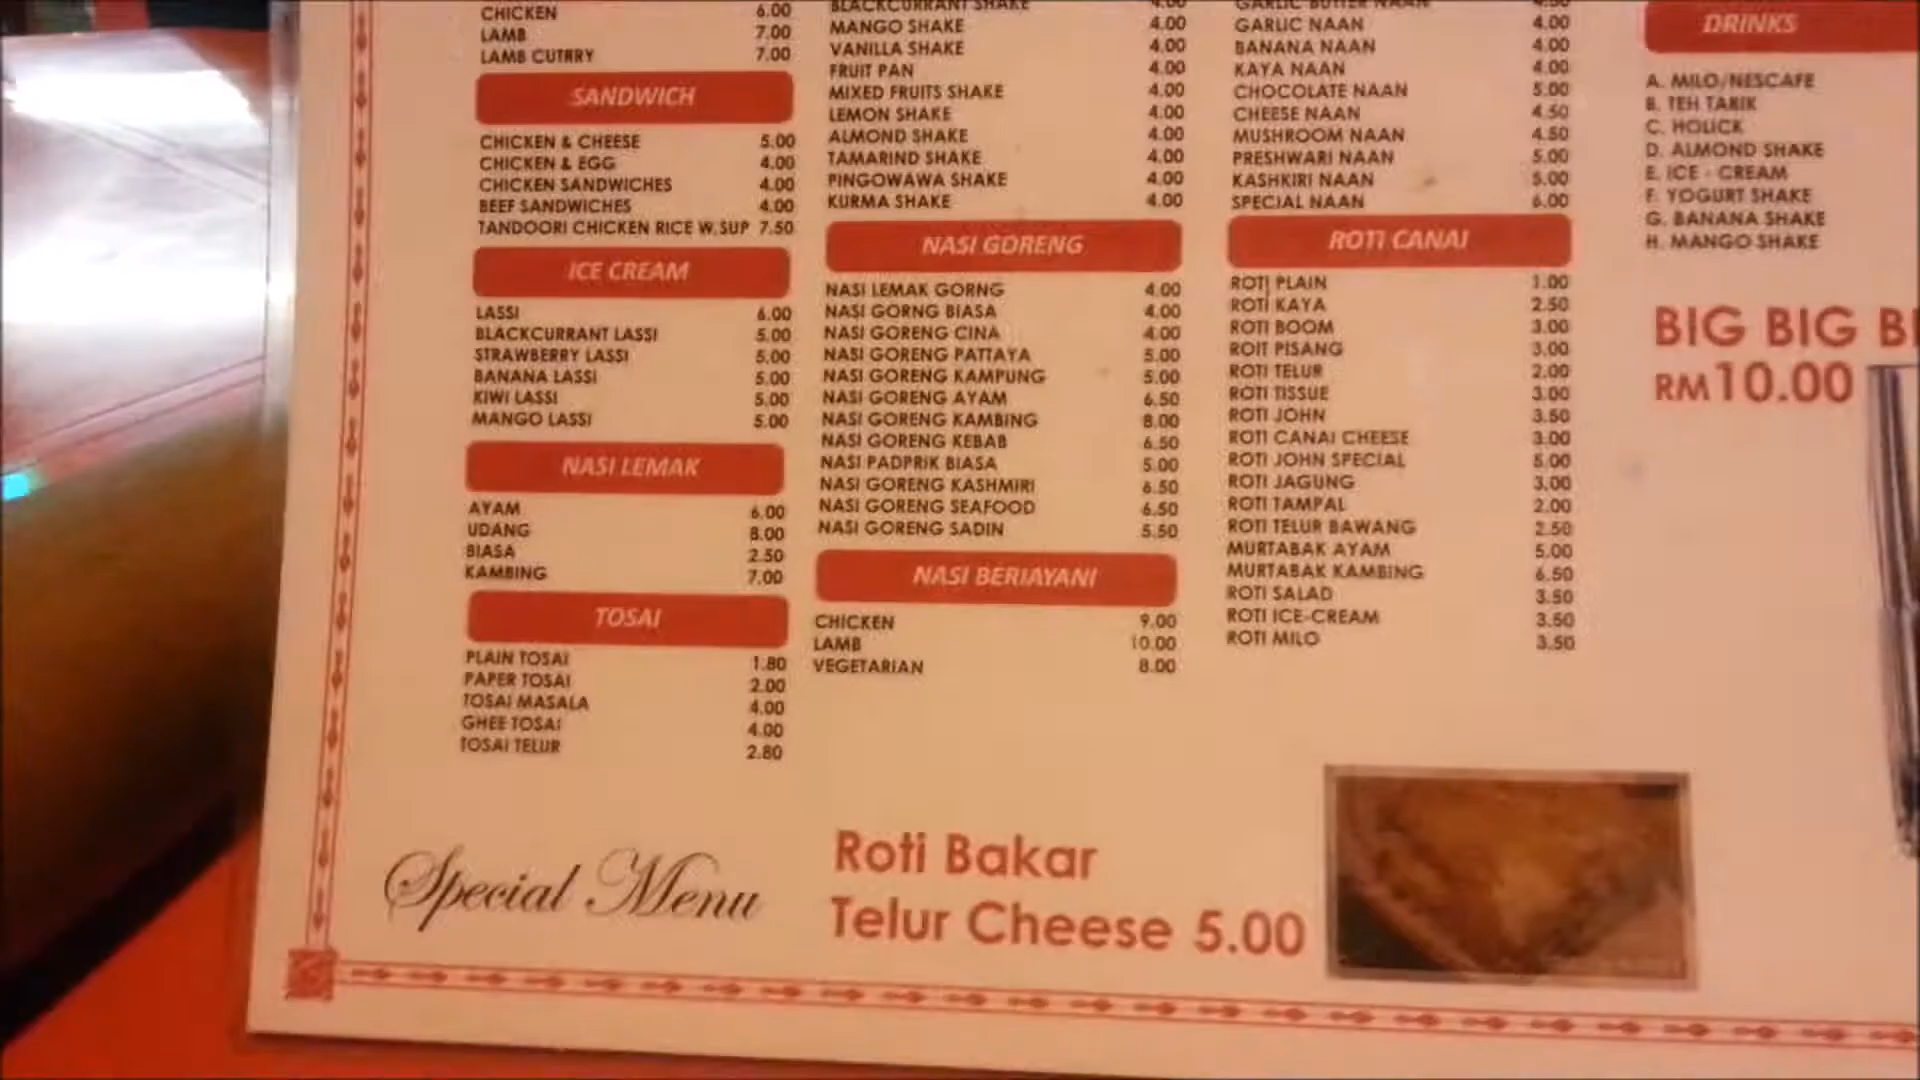 CHICKEN 6.00
LAMB 7.00
LAMB CUTRRY 7.00
SANDWICH
CHICKEN & CHEESE 5.00
CHICKEN & EGG 4.00
CHICKEN SANDWICHES 4.00
BEEF SANDWICHES 4.00
TANDOORI CHICKEN RICE W.SUP 7.50
ICE CREAM
LASSI 6.00
BLACKCURRANT LASSI 5.00
STRAWBERRY LASSI 5.00
BANANA LASSI 5.00
KIWI LASSI 5.00
MANGO LASSI 5.00
NASI LEMAK
AYAM 6.00
UDANG 8.00
BIASA 2.50
KAMBING 7.00
TOSAI
PLAIN TOSAI 1.80
PAPER TOSAI 2.00
TOSAI MASALA 4.00
GHEE TOSAI 4.00
TOSAI TELUR 2.80
BLACKCURRANT SHAKE 4.00
MANGO SHAKE 4.00
VANILLA SHAKE 4.00
FRUIT PAN 4.00
MIXED FRUITS SHAKE 4.00
LEMON SHAKE 4.00
ALMOND SHAKE 4.00
TAMARIND SHAKE 4.00
PINGOWAWA SHAKE 4.00
KURMA SHAKE 4.00
NASI GORENG
NASI LEMAK GORNG 4.00
NASI GORNG BIASA 4.00
NASI GORENG CINA 4.00
NASI GORENG PATTAYA 5.00
NASI GORENG KAMPUNG 5.00
NASI GORENG AYAM 6.50
NASI GORENG KAMBING 8.00
NASI GORENG KEBAB 6.50
NASI PADPRIK BIASA 5.00
NASI GORENG KASHMIRI 6.50
NASI GORENG SEAFOOD 6.50
NASI GORENG SADIN 5.50
NASI BERIAYANI
CHICKEN 9.00
LAMB 10.00
VEGETARIAN 8.00
GARLIC BUTTER NAAN 4.50
GARLIC NAAN 4.00
BANANA NAAN 4.00
KAYA NAAN 4.00
CHOCOLATE NAAN 5.00
CHEESE NAAN 4.50
MUSHROOM NAAN 4.50
PRESHWARI NAAN 5.00
KASHKIRI NAAN 5.00
SPECIAL NAAN 6.00
ROTI CANAI
ROTI PLAIN 1.00
ROTI KAYA 2.50
ROTI BOOM 3.00
ROIT PISANG 3.00
ROTI TELUR 2.00
ROTI TISSUE 3.00
ROTI JOHN 3.50
ROTI CANAI CHEESE 3.00
ROTI JOHN SPECIAL 5.00
ROTI JAGUNG 3.00
ROTI TAMPAL 2.00
ROTI TELUR BAWANG 2.50
MURTABAK AYAM 5.00
MURTABAK KAMBING 6.50
ROTI SALAD 3.50
ROTI ICE-CREAM 3.50
ROTI MILO 3.50
DRINKS
A. MILO/NESCAFE
B. TEH TARIK
C. HOLICK
D. ALMOND SHAKE
E. ICE - CREAM
F. YOGURT SHAKE
G. BANANA SHAKE
H. MANGO SHAKE
BIG BIG
RM10.00
Special Menu
Roti Bakar
Telur Cheese 5.00